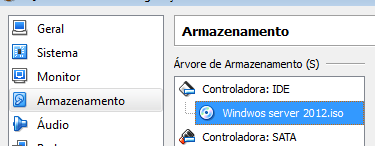 Geral
Sistema
Monitor
Armazenamento
Áudio
Armazenamento
Árvore de Armazenamento (S)
Controladora: IDE
Windwos server 2012.iso
Controladora: SATA